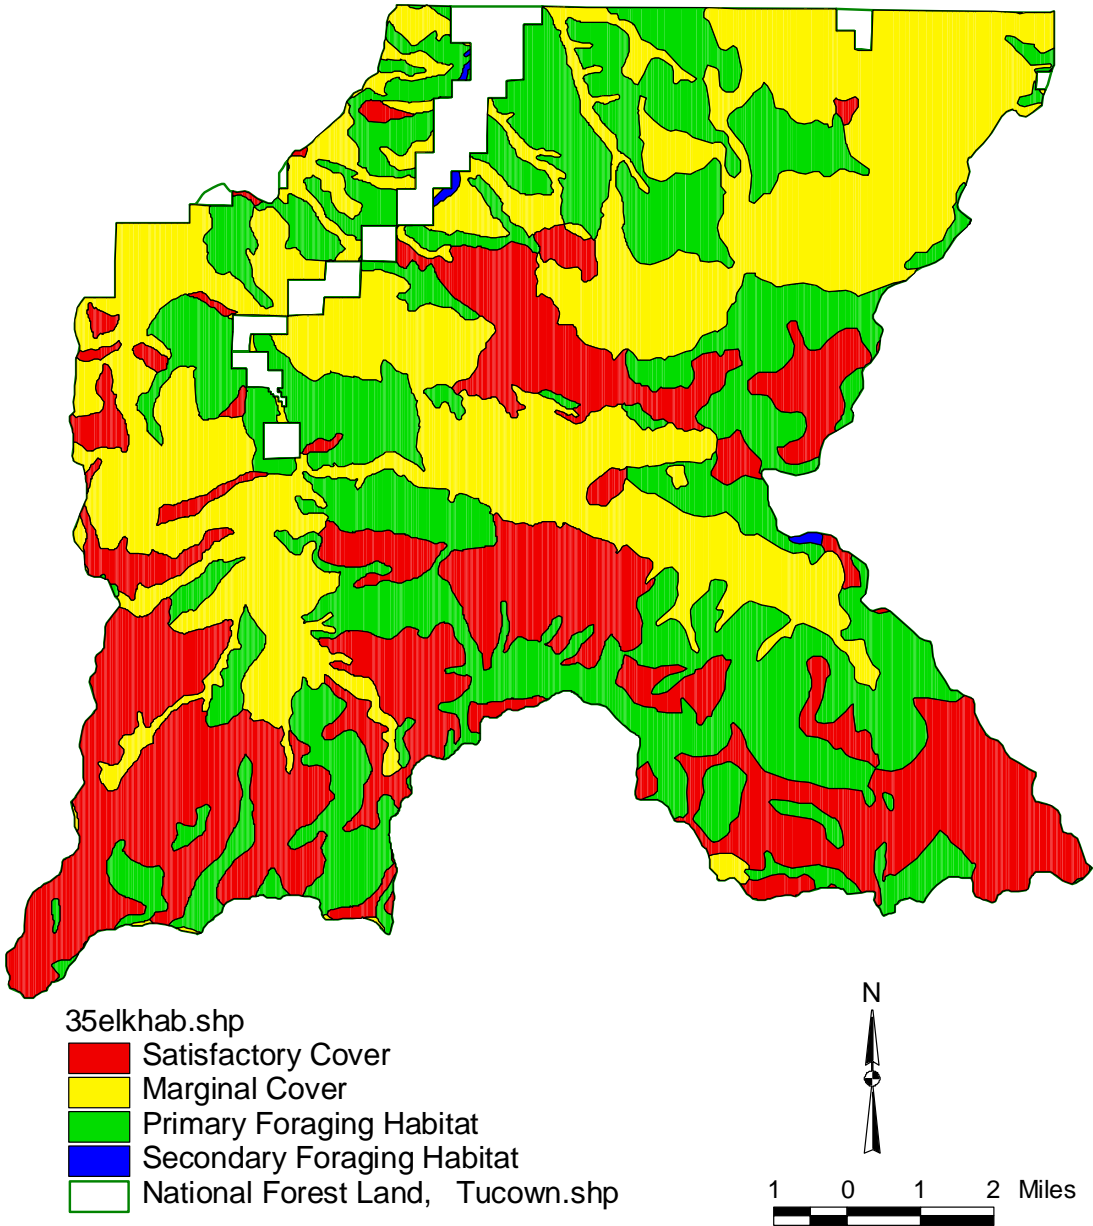 35elkhab.shp
Satisfactory Cover
Marginal Cover
Primary Foraging Habitat
Secondary Foraging Habitat
National Forest Land, Tucown.shp
N
1 0 1 2 Miles